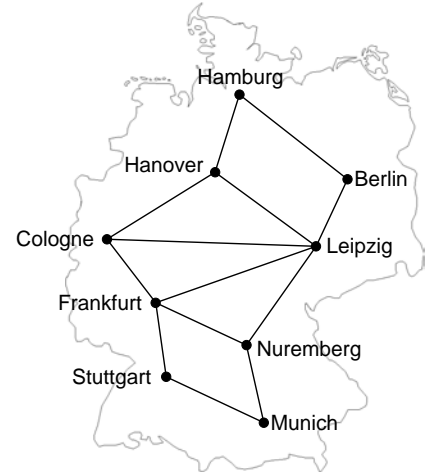 Hamburg
Hanover
Berlin
Cologne
Leipzig
Frankfurt
Nuremberg
Stuttgart
Munich